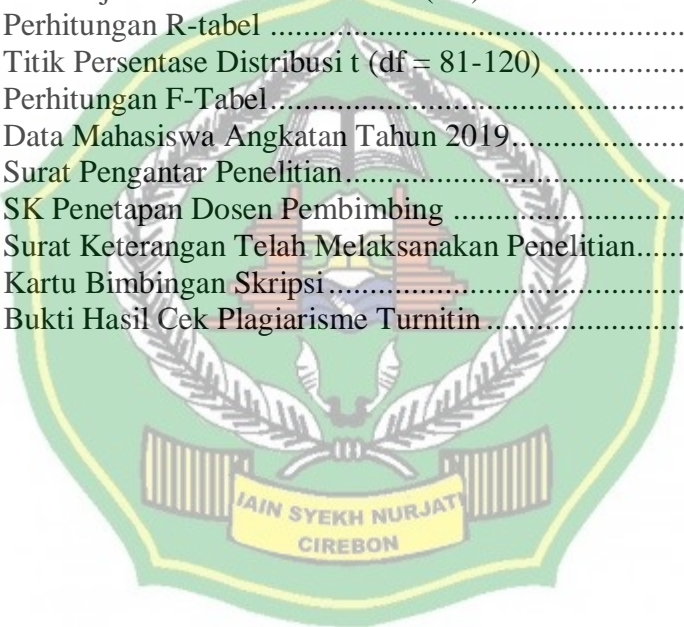 Perhitungan R-tabel ..........................................................
Titik Persentase Distribusi t (df = 81-120) ..................
Perhitungan F-Tabel..........................................................
Data Mahasiswa Angkatan Tahun 2019........................
Surat Pengantar Penelitian................................................
SK Penetapan Dosen Pembimbing ................................
Surat Keterangan Telah Melaksanakan Penelitian......
Kartu Bimbingan Skripsi..................................................
Bukti Hasil Cek Plagiarisme Turnitin............................
IAIN SYEKH NURJATI
CIREBON